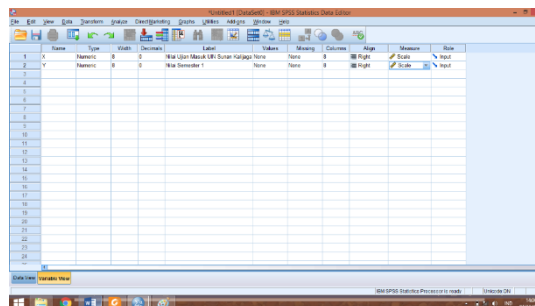 *Untitled1 [DataSet0] - IBM SPSS Statistics Data Editor
File Edit View Data Transform Analyze Direct Marketing Graphs Utilities Add-ons Window Help
Name Type Width Decimals Label Values Missing Columns Align Measure Role
1 X Numeric 8 0 Nilai Ujian Masuk UIN Sunan Kalijaga None None 8 Right Scale Input
2 Y Numeric 8 0 Nilai Semester 1 None None 8 Right Scale Input
3
4
5
6
7
8
9
10
11
12
13
14
15
16
17
18
19
20
21
22
23
24
Data View Variable View
IBM SPSS Statistics Processor is ready Unicode:ON
IND